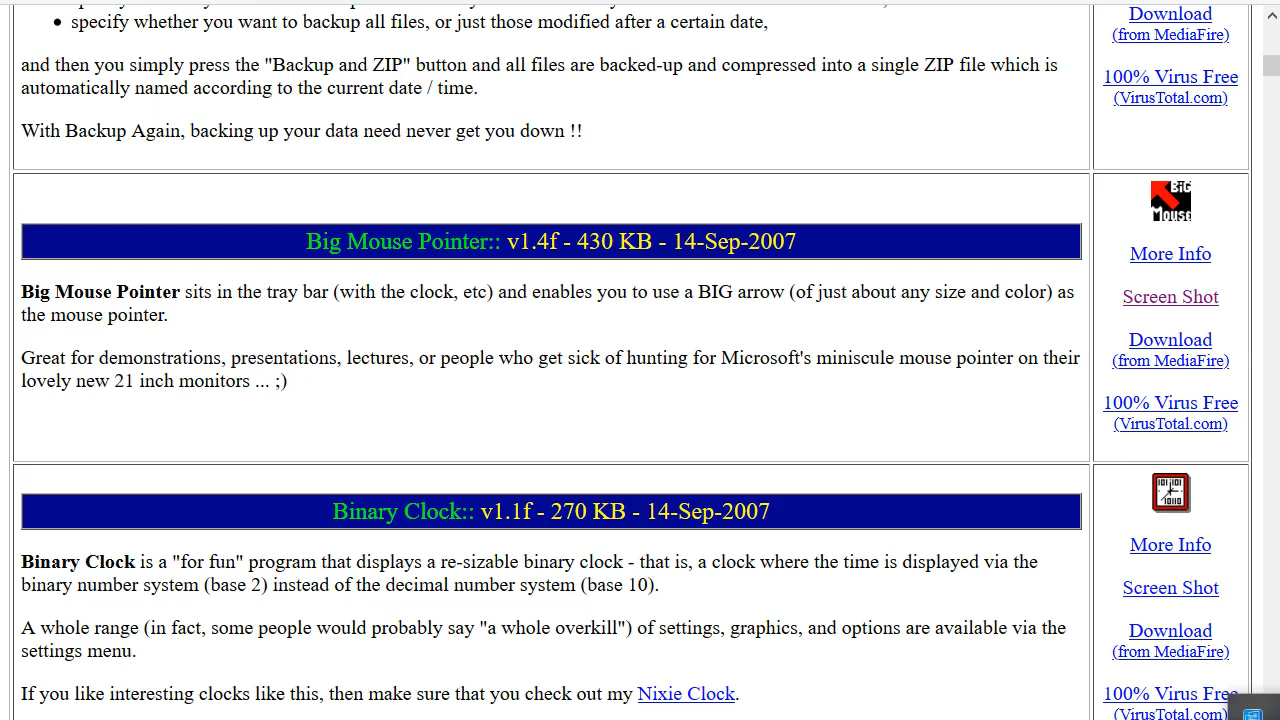 specify whether you want to backup all files, or just those modified after a certain date,
and then you simply press the "Backup and ZIP" button and all files are backed-up and compressed into a single ZIP file which is
automatically named according to the current date / time.
With Backup Again, backing up your data need never get you down !!
Download
(from MediaFire)
100% Virus Free
(VirusTotal.com)
Big Mouse Pointer:: v1.4f - 430 KB - 14-Sep-2007
Big Mouse Pointer sits in the tray bar (with the clock, etc) and enables you to use a BIG arrow (of just about any size and color) as
the mouse pointer.
Great for demonstrations, presentations, lectures, or people who get sick of hunting for Microsoft's miniscule mouse pointer on their
lovely new 21 inch monitors ... ;)
BiG
Mouse
More Info
Screen Shot
Download
(from MediaFire)
100% Virus Free
(VirusTotal.com)
Binary Clock:: v1.1f - 270 KB - 14-Sep-2007
Binary Clock is a "for fun" program that displays a re-sizable binary clock - that is, a clock where the time is displayed via the
binary number system (base 2) instead of the decimal number system (base 10).
A whole range (in fact, some people would probably say "a whole overkill") of settings, graphics, and options are available via the
settings menu.
If you like interesting clocks like this, then make sure that you check out my Nixie Clock.
More Info
Screen Shot
Download
(from MediaFire)
100% Virus Free
(VirusTotal.com)